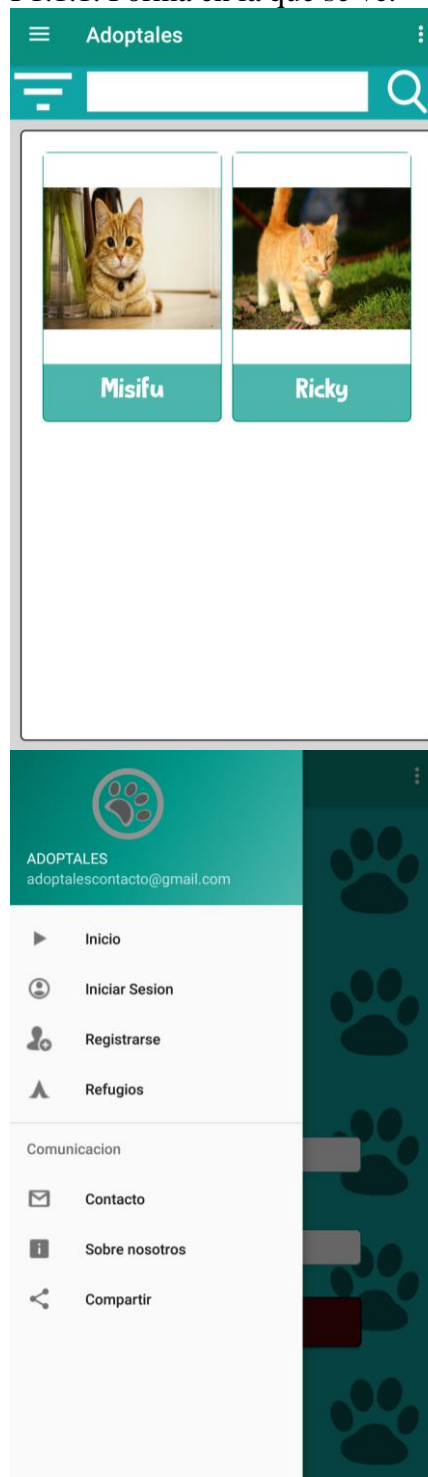 Adoptales
Misifu
Ricky
ADOPTALES
adoptalescontacto@gmail.com
Inicio
Iniciar Sesion
Registrarse
Refugios
Comunicacion
Contacto
Sobre nosotros
Compartir